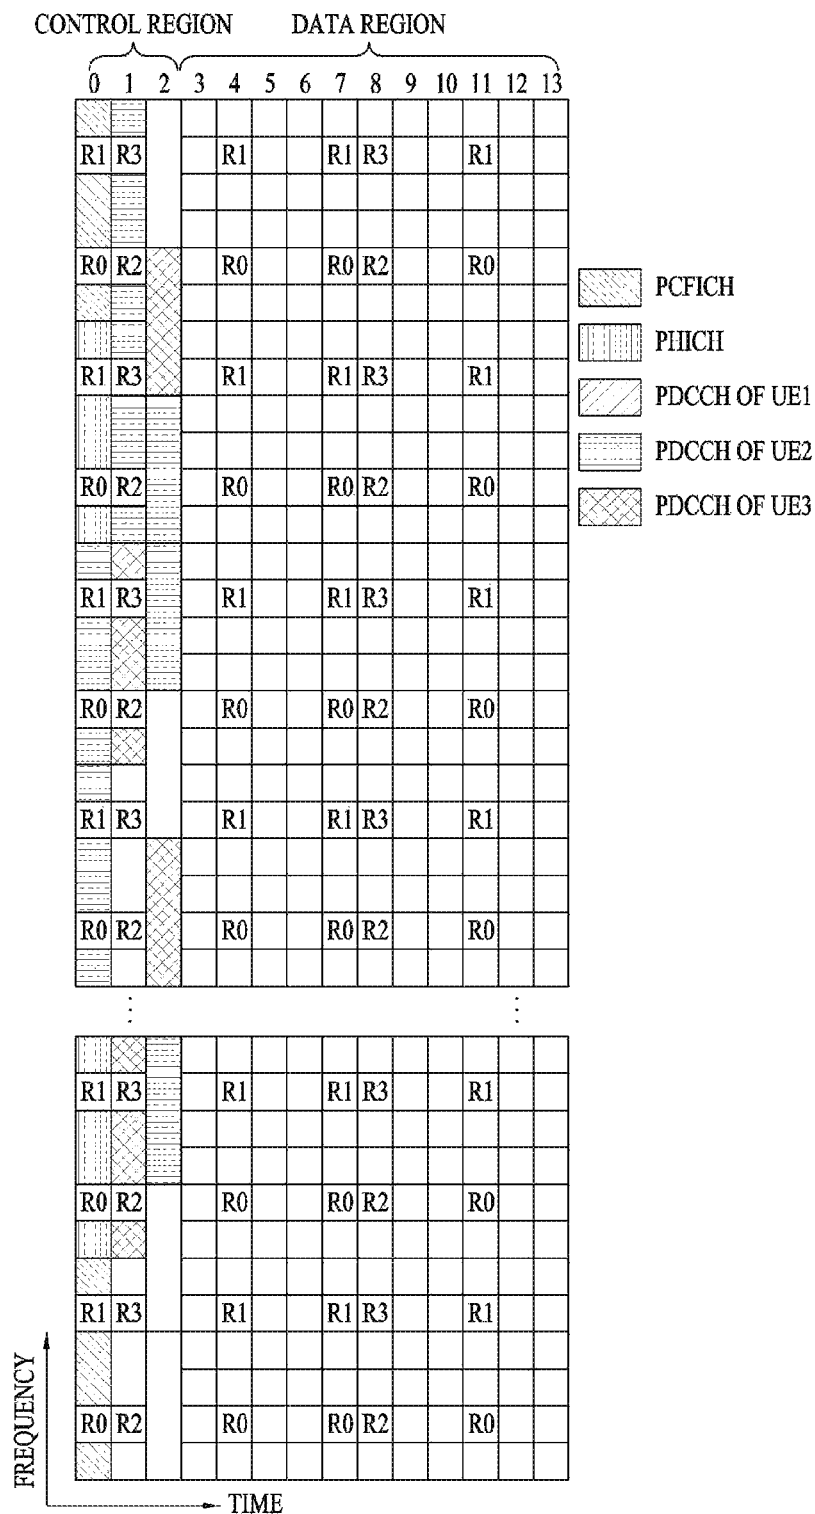 CONTROL REGION DATA REGION
0 1 2 3 4 5 6 7 8 9 10 11 12 13
R1 R3 R1 R1 R3 R1
R0 R2 R0 R0 R2 R0
PCFICH
PHICH
R1 R3 R1 R1 R3 R1
PDCCH OF UE1
PDCCH OF UE2
R0 R2 R0 R0 R2 R0
PDCCH OF UE3
R1 R3 R1 R1 R3 R1
R0 R2 R0 R0 R2 R0
R1 R3 R1 R1 R3 R1
R0 R2 R0 R0 R2 R0
R1 R3 R1 R1 R3 R1
R0 R2 R0 R0 R2 R0
R1 R3 R1 R1 R3 R1
R0 R2 R0 R0 R2 R0
FREQUENCY
TIME